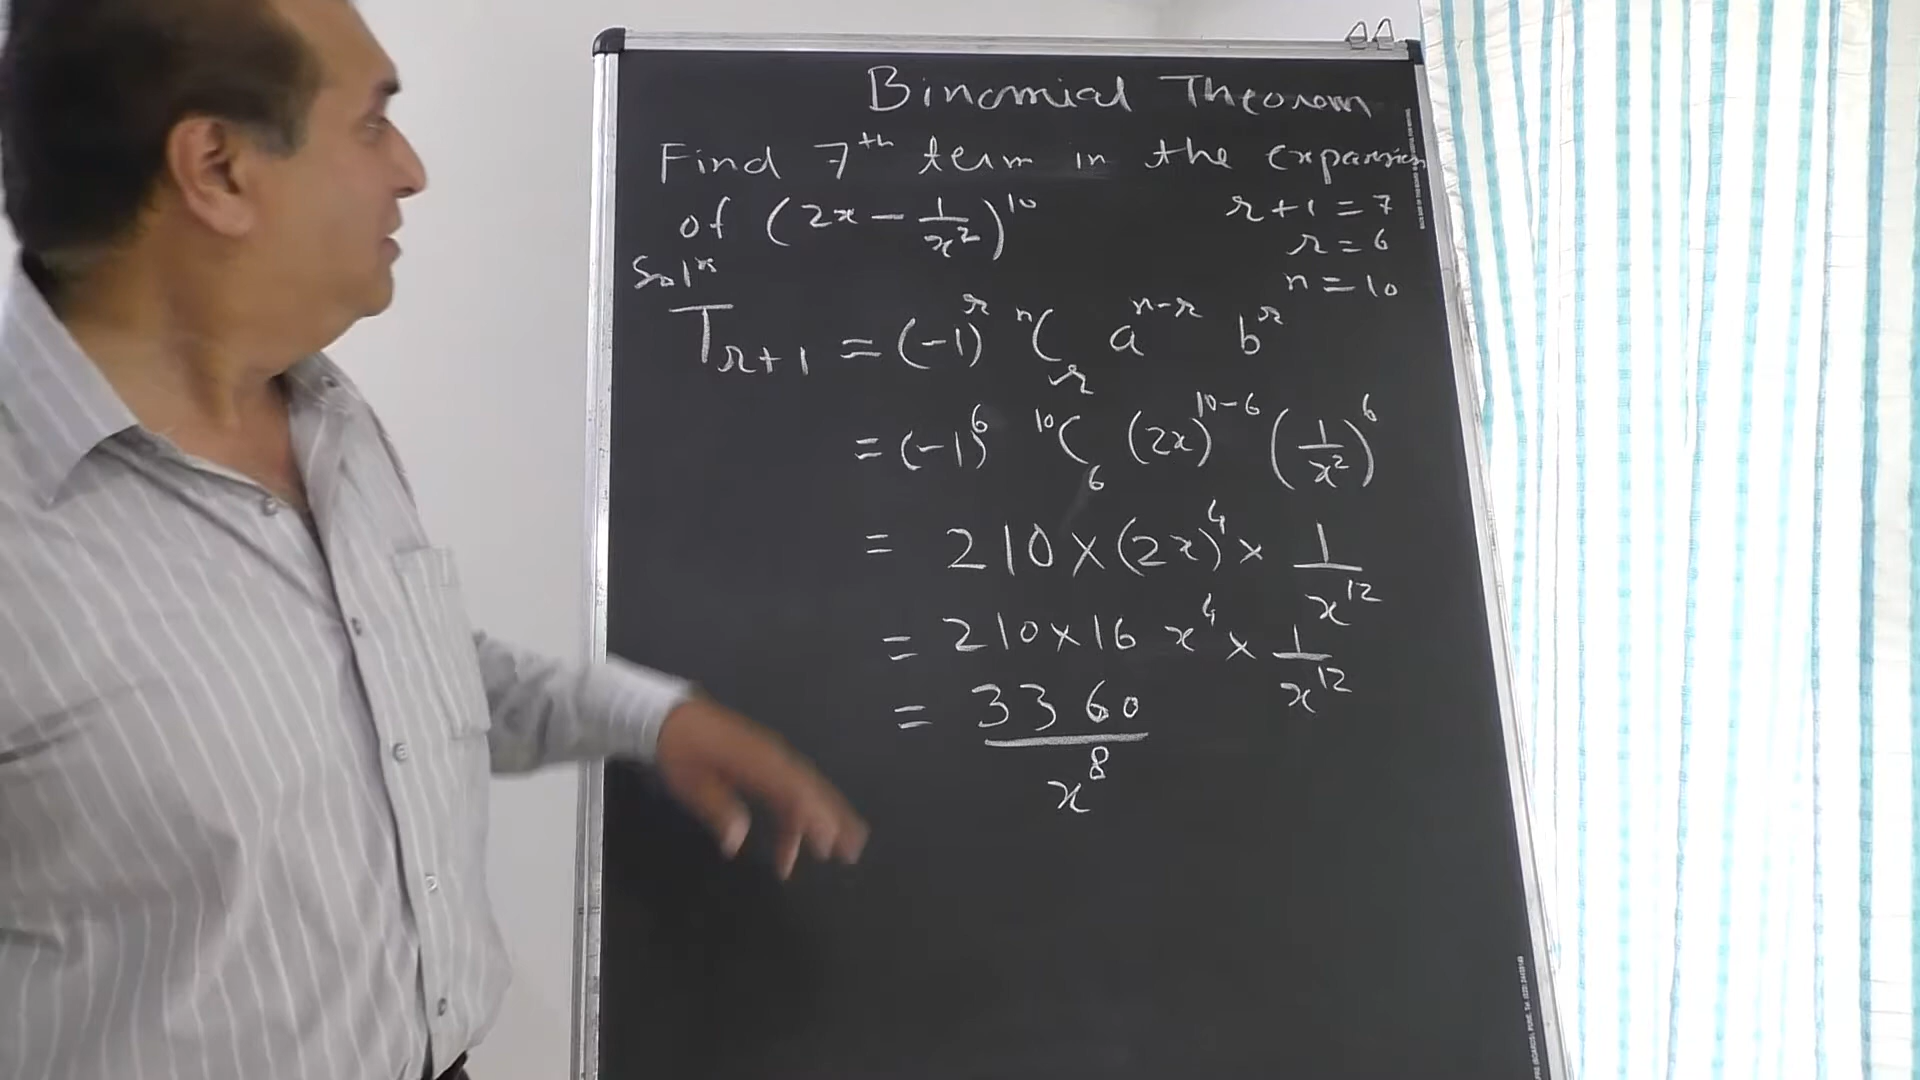 Binomial Theorem
Find 7th term in the expansion
of (2x - 1/x²)¹⁰
r+1 = 7
r = 6
n = 10
Solⁿ
Tᵣ₊₁ = (-1)ʳ ⁿCᵣ aⁿ⁻ʳ bʳ
= (-1)⁶ ¹⁰C₆ (2x)¹⁰⁻⁶ (1/x²)⁶
= 210 × (2x)⁴ × 1/x¹²
= 210 × 16 x⁴ × 1/x¹²
= 3360/x⁸